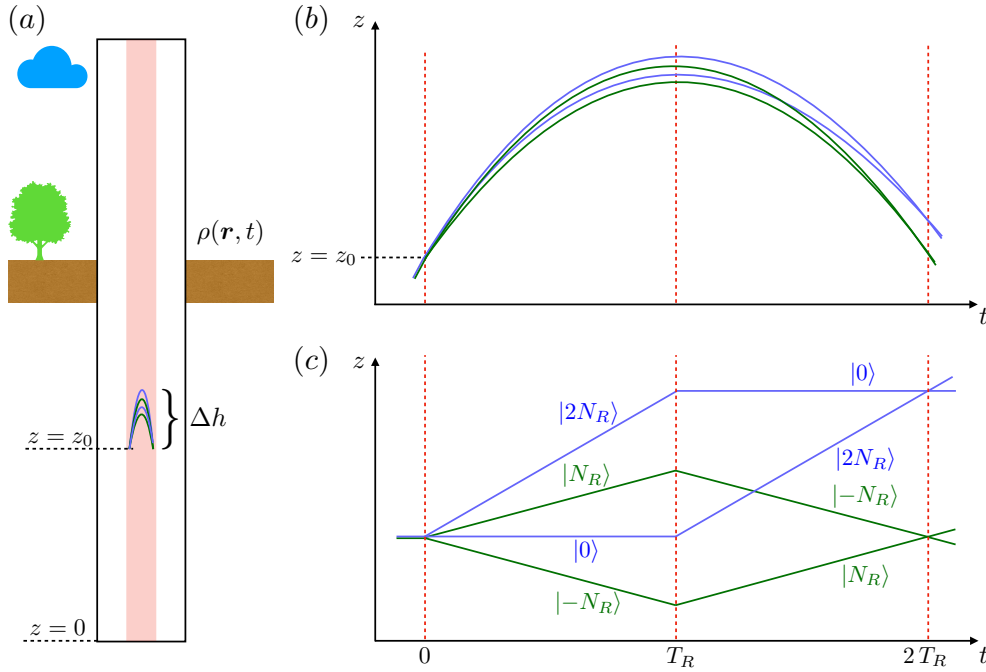 (a)
ρ(r, t)
Δh
z = z₀
z = 0
(b)
z
z = z₀
t
(c)
z
|0⟩
|2N_R⟩
|N_R⟩
|2N_R⟩
|−N_R⟩
|0⟩
|−N_R⟩
|N_R⟩
0
T_R
2 T_R
t